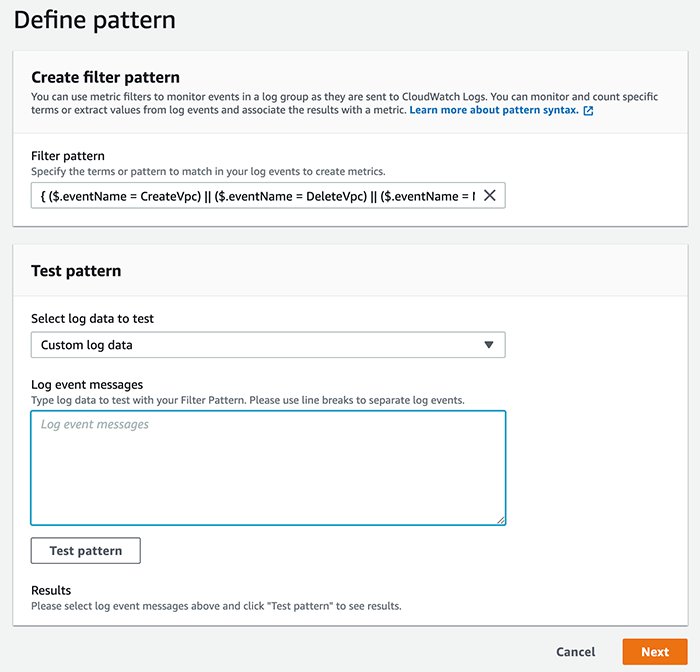 Define pattern
Create filter pattern
You can use metric filters to monitor events in a log group as they are sent to CloudWatch Logs. You can monitor and count specific
terms or extract values from log events and associate the results with a metric. Learn more about pattern syntax.
Filter pattern
Specify the terms or pattern to match in your log events to create metrics.
{ ($.eventName = CreateVpc) || ($.eventName = DeleteVpc) || ($.eventName =
Test pattern
Select log data to test
Custom log data
Log event messages
Type log data to test with your Filter Pattern. Please use line breaks to separate log events.
Log event messages
Test pattern
Results
Please select log event messages above and click "Test pattern" to see results.
Cancel
Next